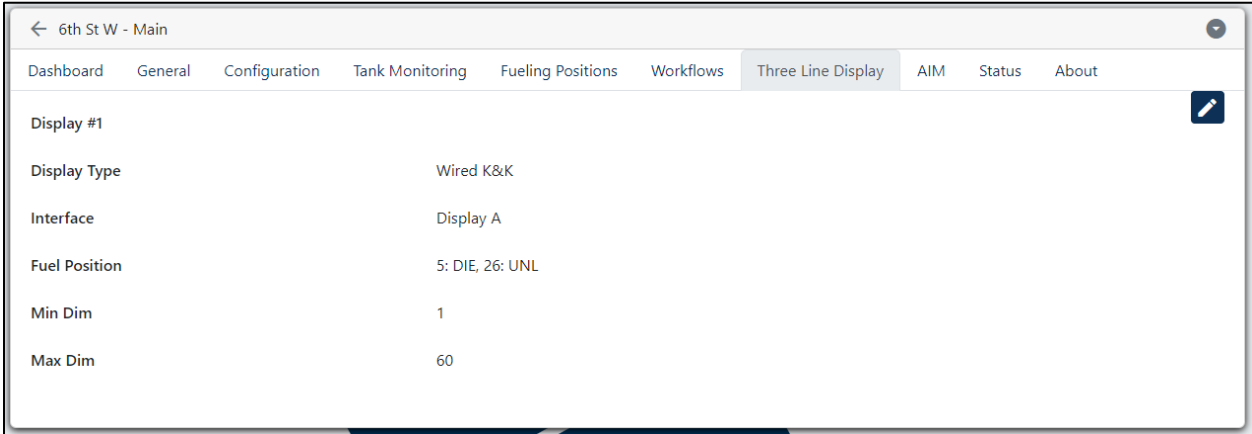 6th St W - Main
Dashboard General Configuration Tank Monitoring Fueling Positions Workflows Three Line Display AIM Status About
Display #1
Display Type Wired K&K
Interface Display A
Fuel Position 5: DIE, 26: UNL
Min Dim 1
Max Dim 60